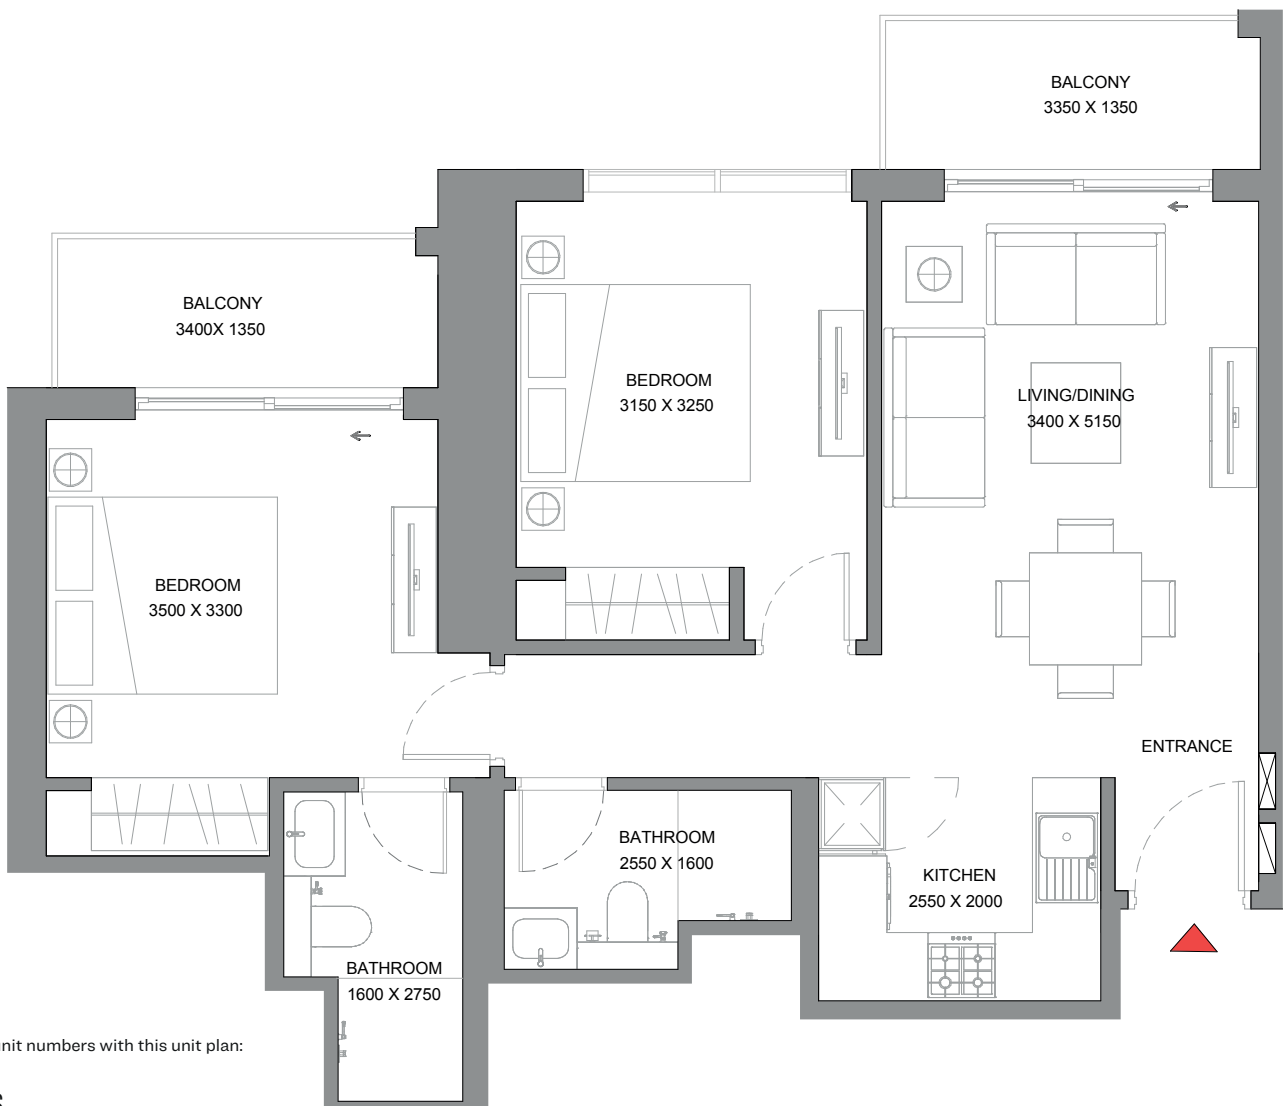 BALCONY
3350 X 1350
BALCONY
3400X 1350
BEDROOM
3150 X 3250
LIVING/DINING
3400 X 5150
BEDROOM
3500 X 3300
ENTRANCE
BATHROOM
2550 X 1600
KITCHEN
2550 X 2000
BATHROOM
1600 X 2750
numbers with this unit plan: